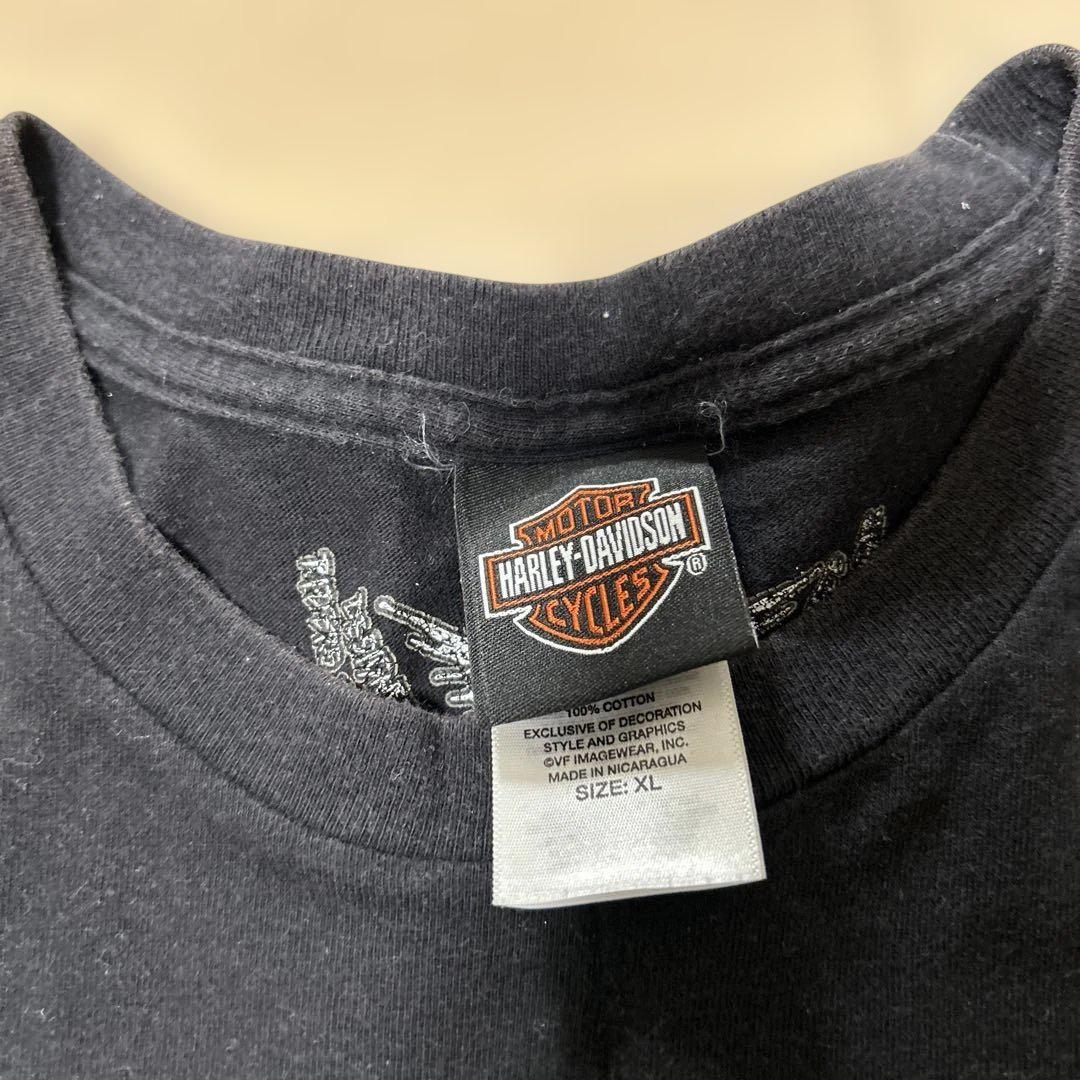 MOTOR
HARLEY-DAVIDSON
CYCLES
®
100% COTTON
EXCLUSIVE OF DECORATION
STYLE AND GRAPHICS
©VF IMAGEWEAR, INC.
MADE IN NICARAGUA
SIZE: XL